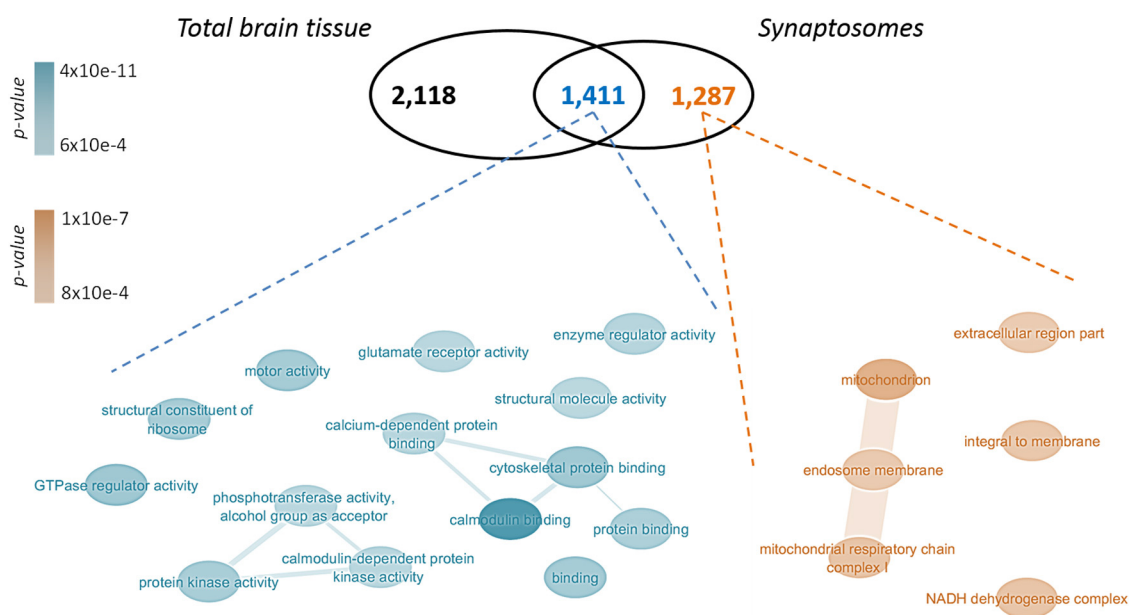 Total brain tissue
Synaptosomes
p-value
4x10e-11
6x10e-4
2,118
1,411
1,287
p-value
1x10e-7
8x10e-4
enzyme regulator activity
glutamate receptor activity
motor activity
structural molecule activity
structural constituent of
ribosome
calcium-dependent protein
binding
cytoskeletal protein binding
GTPase regulator activity
phosphotransferase activity,
alcohol group as acceptor
calmodulin binding
protein binding
calmodulin-dependent protein
kinase activity
protein kinase activity
binding
extracellular region part
mitochondrion
integral to membrane
endosome membrane
mitochondrial respiratory chain
complex I
NADH dehydrogenase complex